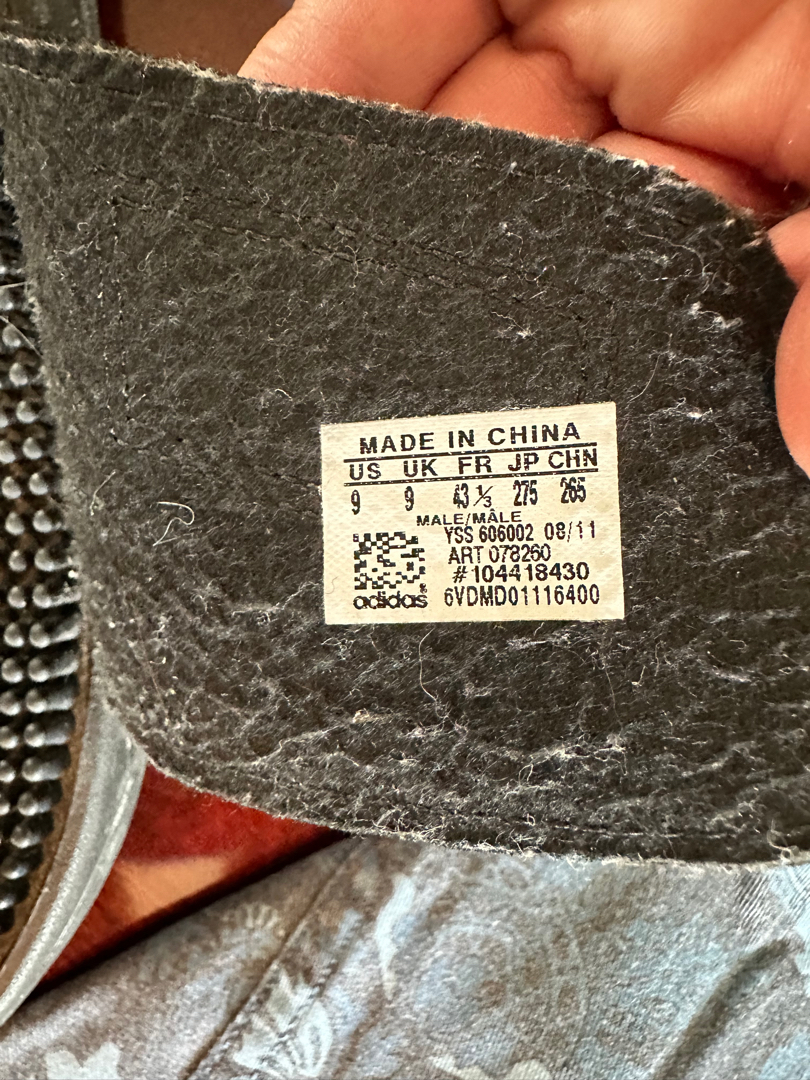 MADE IN CHINA
US UK FR JP CHN
9 9 43 ⅓ 275 265
MALE/MÂLE
YSS 606002 08/11
ART 078260
#104418430
adidas® 6VDMD01116400